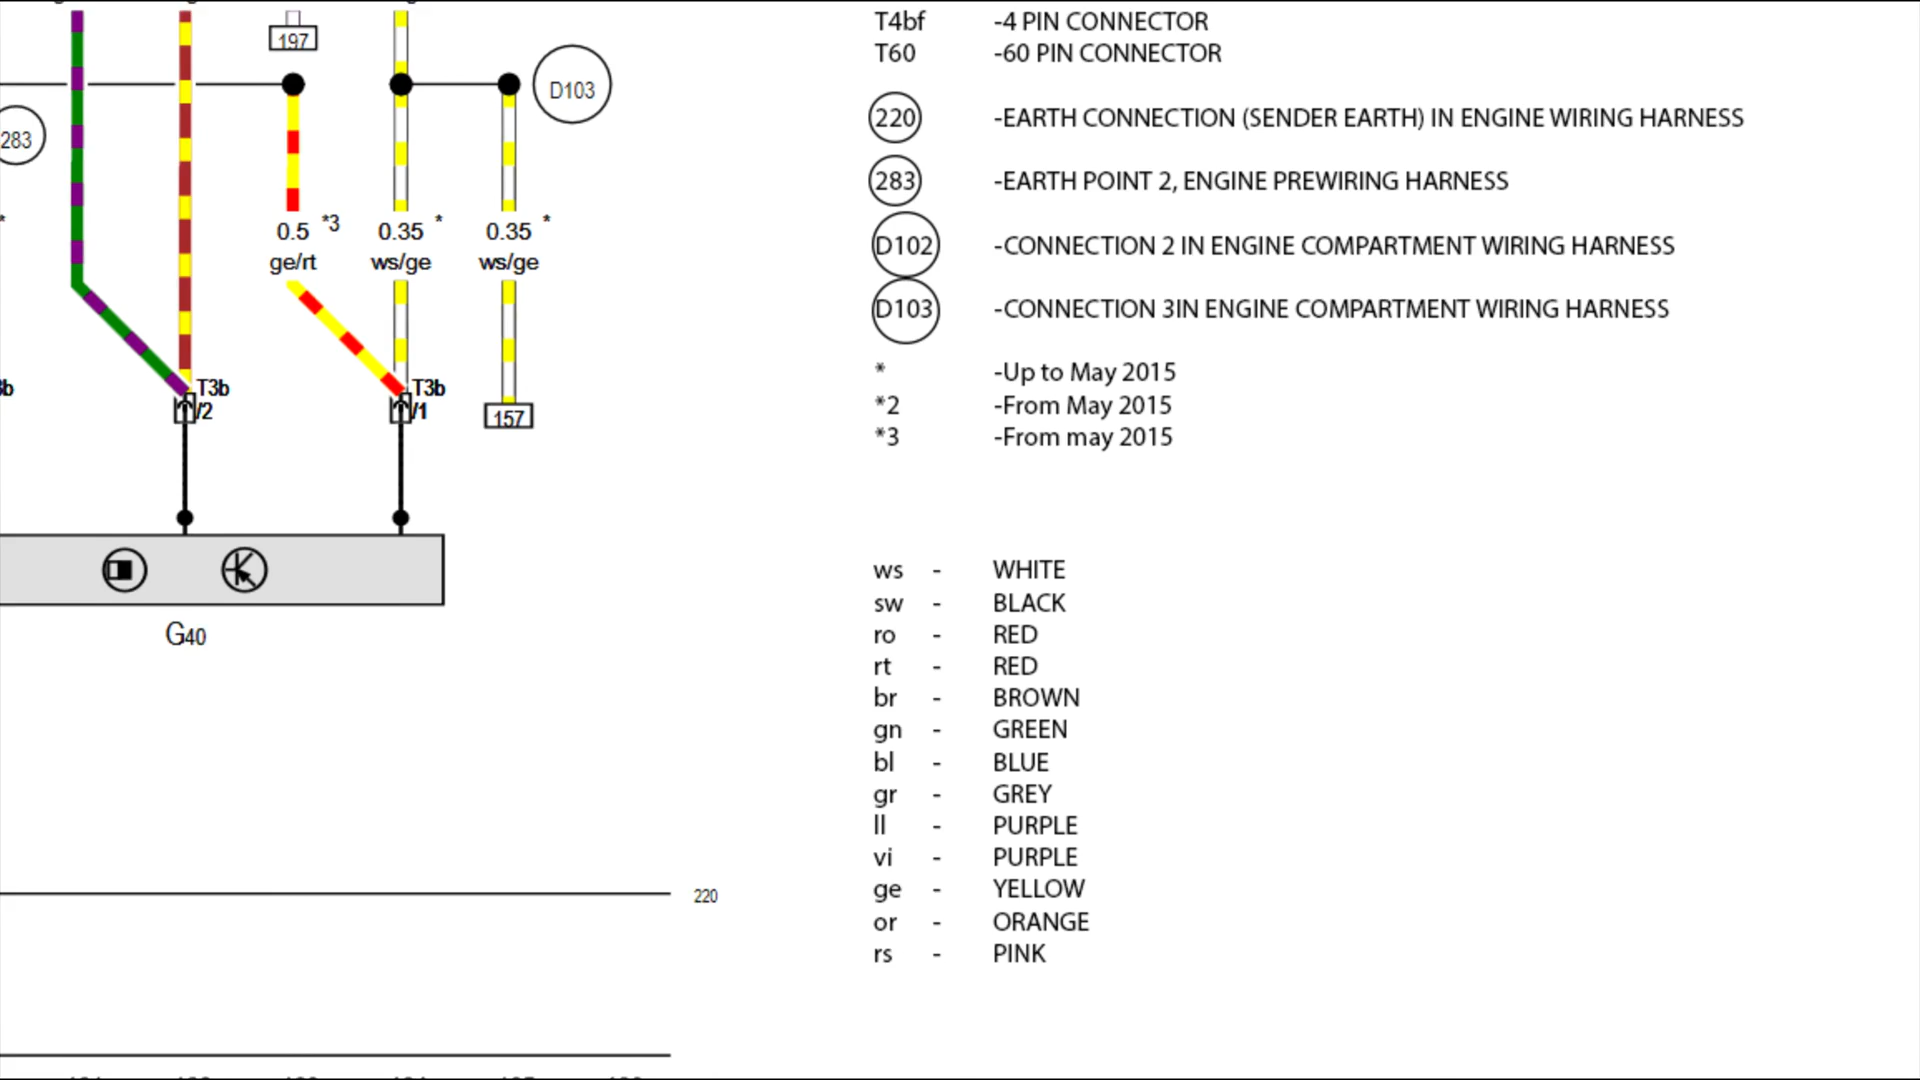 197
D103
283
*
0.5 *3
ge/rt
0.35 *
ws/ge
0.35 *
ws/ge
T3b
/2
T3b
/1
157
G40
220
T4bf -4 PIN CONNECTOR
T60 -60 PIN CONNECTOR
220 -EARTH CONNECTION (SENDER EARTH) IN ENGINE WIRING HARNESS
283 -EARTH POINT 2, ENGINE PREWIRING HARNESS
D102 -CONNECTION 2 IN ENGINE COMPARTMENT WIRING HARNESS
D103 -CONNECTION 3IN ENGINE COMPARTMENT WIRING HARNESS
* -Up to May 2015
*2 -From May 2015
*3 -From may 2015
ws - WHITE
sw - BLACK
ro - RED
rt - RED
br - BROWN
gn - GREEN
bl - BLUE
gr - GREY
ll - PURPLE
vi - PURPLE
ge - YELLOW
or - ORANGE
rs - PINK